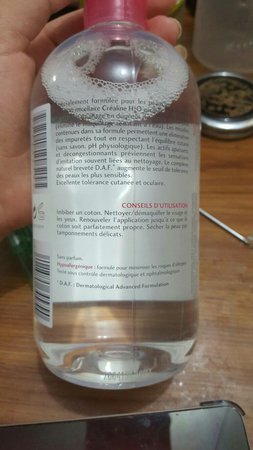 formulée pour les
micellaire Créaline H2O
contenues dans sa formule permettent une élimination
des impuretés tout en respectant l'équilibre cutané
(sans savon, pH physiologique). Les actifs apaisants
et décongestionnants préviennent les sensations
d'irritation souvent liées au nettoyage. Le complexe
naturel breveté D.A.F.* augmente le seuil de tolérance
des peaux les plus sensibles.
Excellente tolérance cutanée et oculaire.
CONSEILS D'UTILISATION
Imbiber un coton. Nettoyer/démaquiller le visage et
les yeux. Renouveler l'application jusqu'à ce que le
coton soit parfaitement propre. Sécher la peau par
tamponnements délicats.
Sans parfum.
Hypoallergénique : formulé pour minimiser les risques d'allergies.
Testé sous contrôle dermatologique et ophtalmologique
* D.A.F.: Dermatological Advanced Formulation